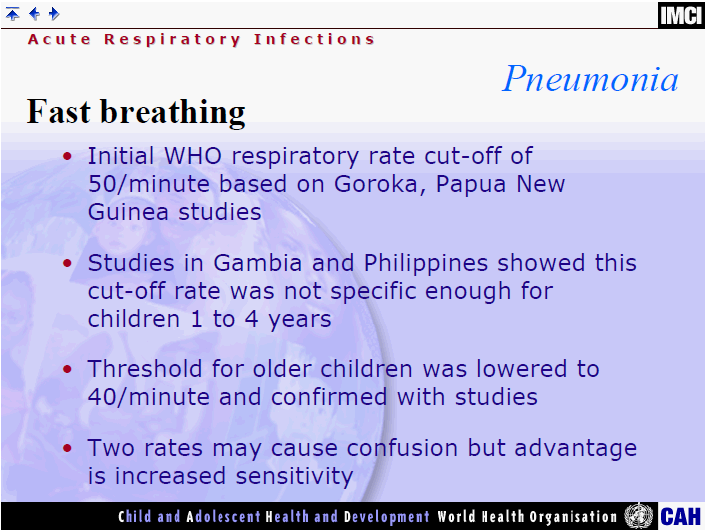 IMCI
Acute Respiratory Infections
Pneumonia
Fast breathing
• Initial WHO respiratory rate cut-off of
50/minute based on Goroka, Papua New
Guinea studies
• Studies in Gambia and Philippines showed this
cut-off rate was not specific enough for
children 1 to 4 years
• Threshold for older children was lowered to
40/minute and confirmed with studies
• Two rates may cause confusion but advantage
is increased sensitivity
Child and Adolescent Health and Development World Health Organisation CAH